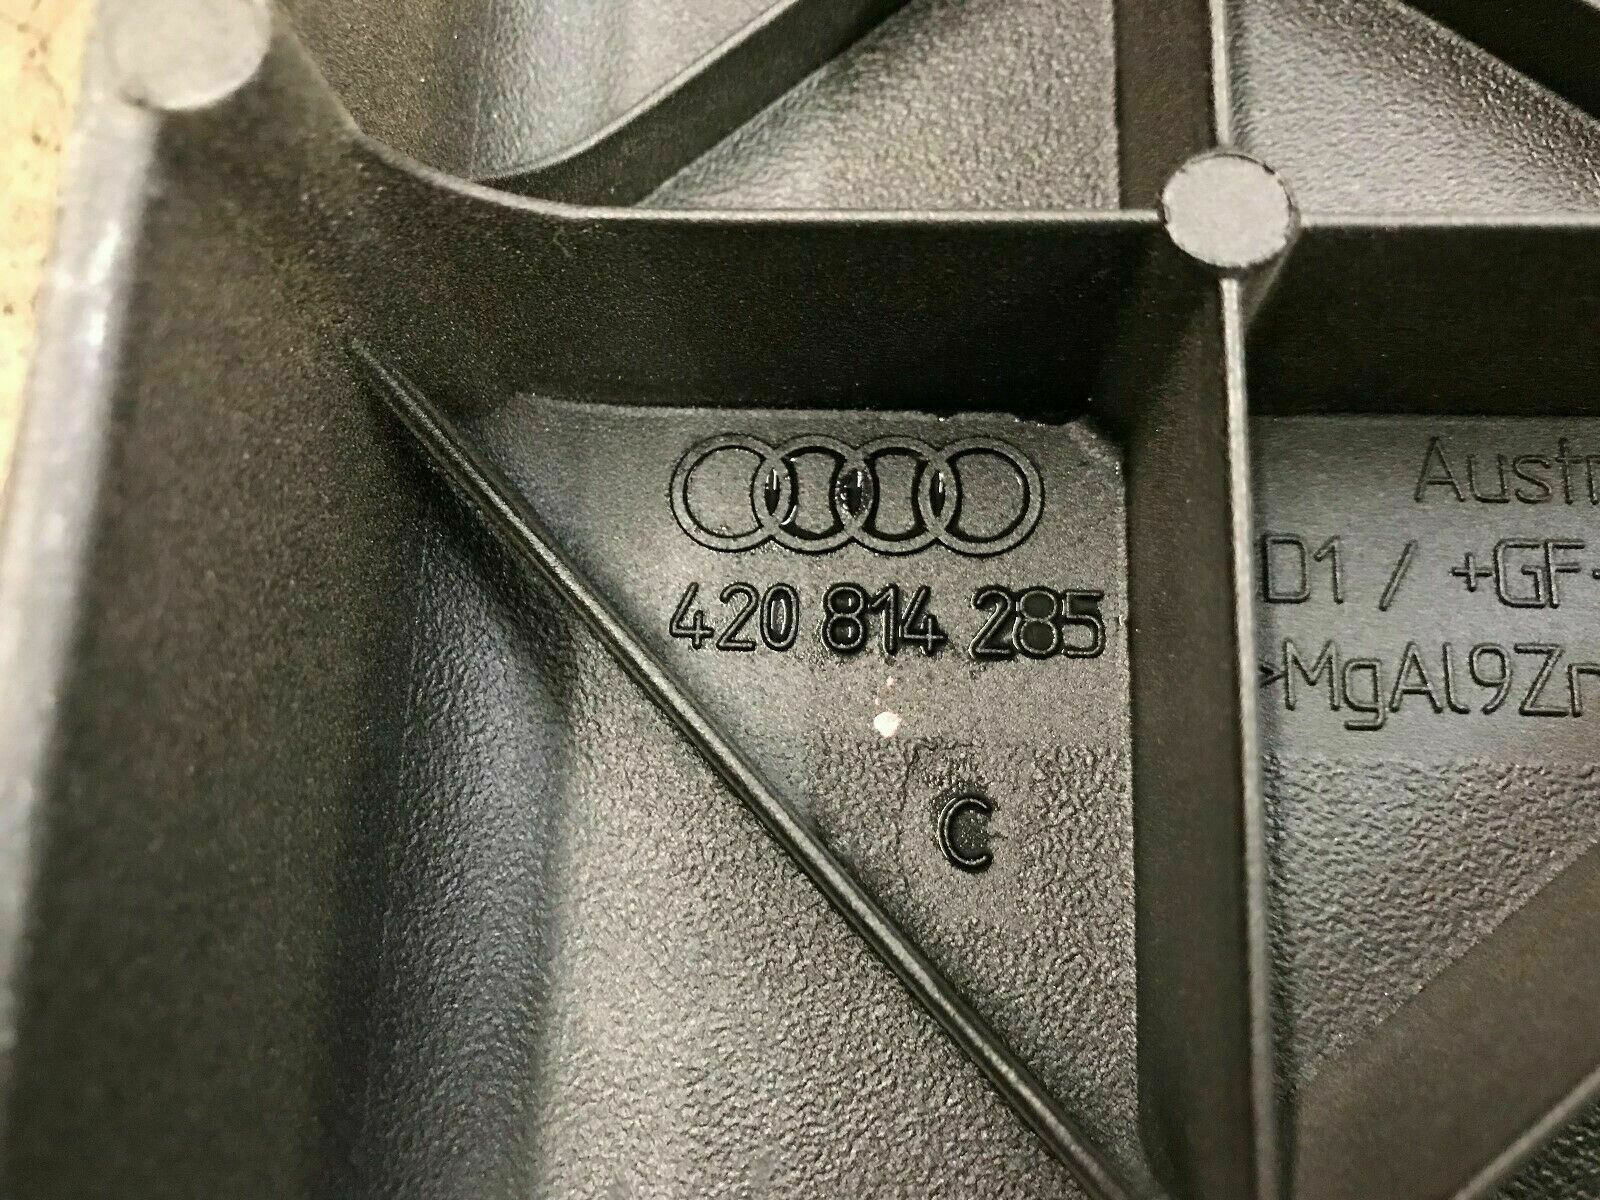 420 814 285
C
Austr
D1 / +GF+
>MgAl9Zn